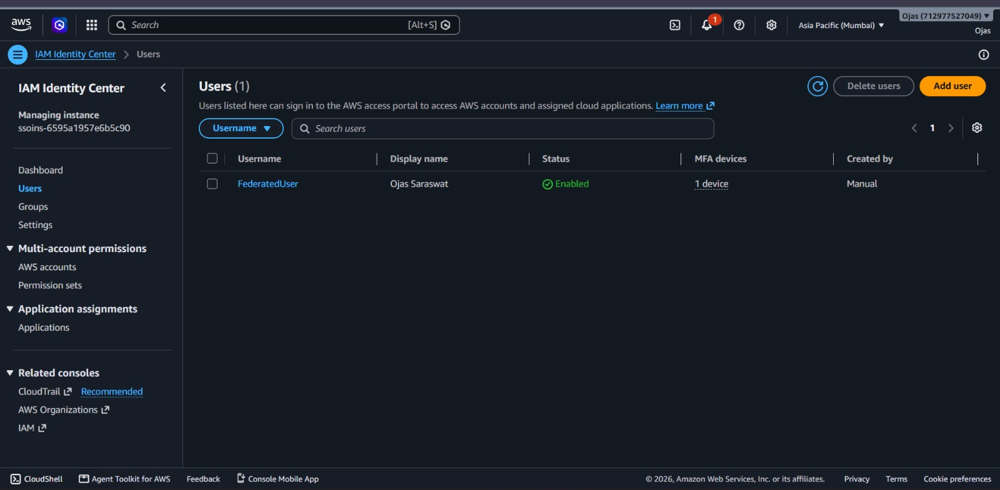 aws
Search [Alt+S]
1
Asia Pacific (Mumbai)
Ojas (712977527049)
Ojas
IAM Identity Center > Users
IAM Identity Center
Managing instance
ssoins-6595a1957e6b5c90
Dashboard
Users
Groups
Settings
Multi-account permissions
AWS accounts
Permission sets
Application assignments
Applications
Related consoles
CloudTrail Recommended
AWS Organizations
IAM
Users (1)
Delete users
Add user
Users listed here can sign in to the AWS access portal to access AWS accounts and assigned cloud applications. Learn more
Username
Search users
1
Username Display name Status MFA devices Created by
FederatedUser Ojas Saraswat Enabled 1 device Manual
CloudShell Agent Toolkit for AWS Feedback Console Mobile App
© 2026, Amazon Web Services, Inc. or its affiliates. Privacy Terms Cookie preferences